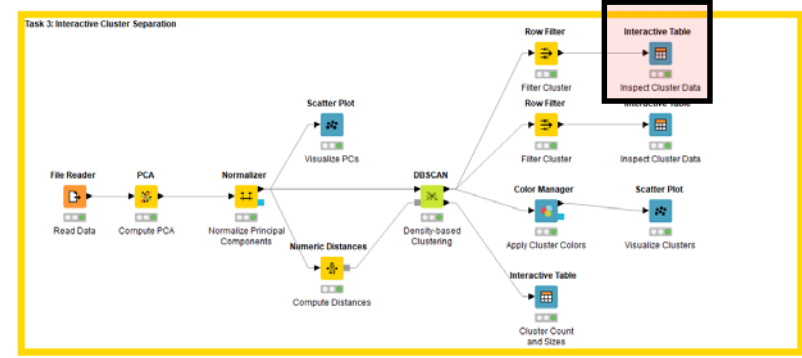 Task 3: Interactive Cluster Separation
Row Filter
Interactive Table
Filter Cluster
Inspect Cluster Data
Scatter Plot
Row Filter
Interactive Table
Visualize PCs
Filter Cluster
Inspect Cluster Data
File Reader
PCA
Normalizer
DBSCAN
Color Manager
Scatter Plot
Read Data
Compute PCA
Normalize Principal
Components
Density-based
Clustering
Apply Cluster Colors
Visualize Clusters
Numeric Distances
Compute Distances
Interactive Table
Cluster Count
and Sizes